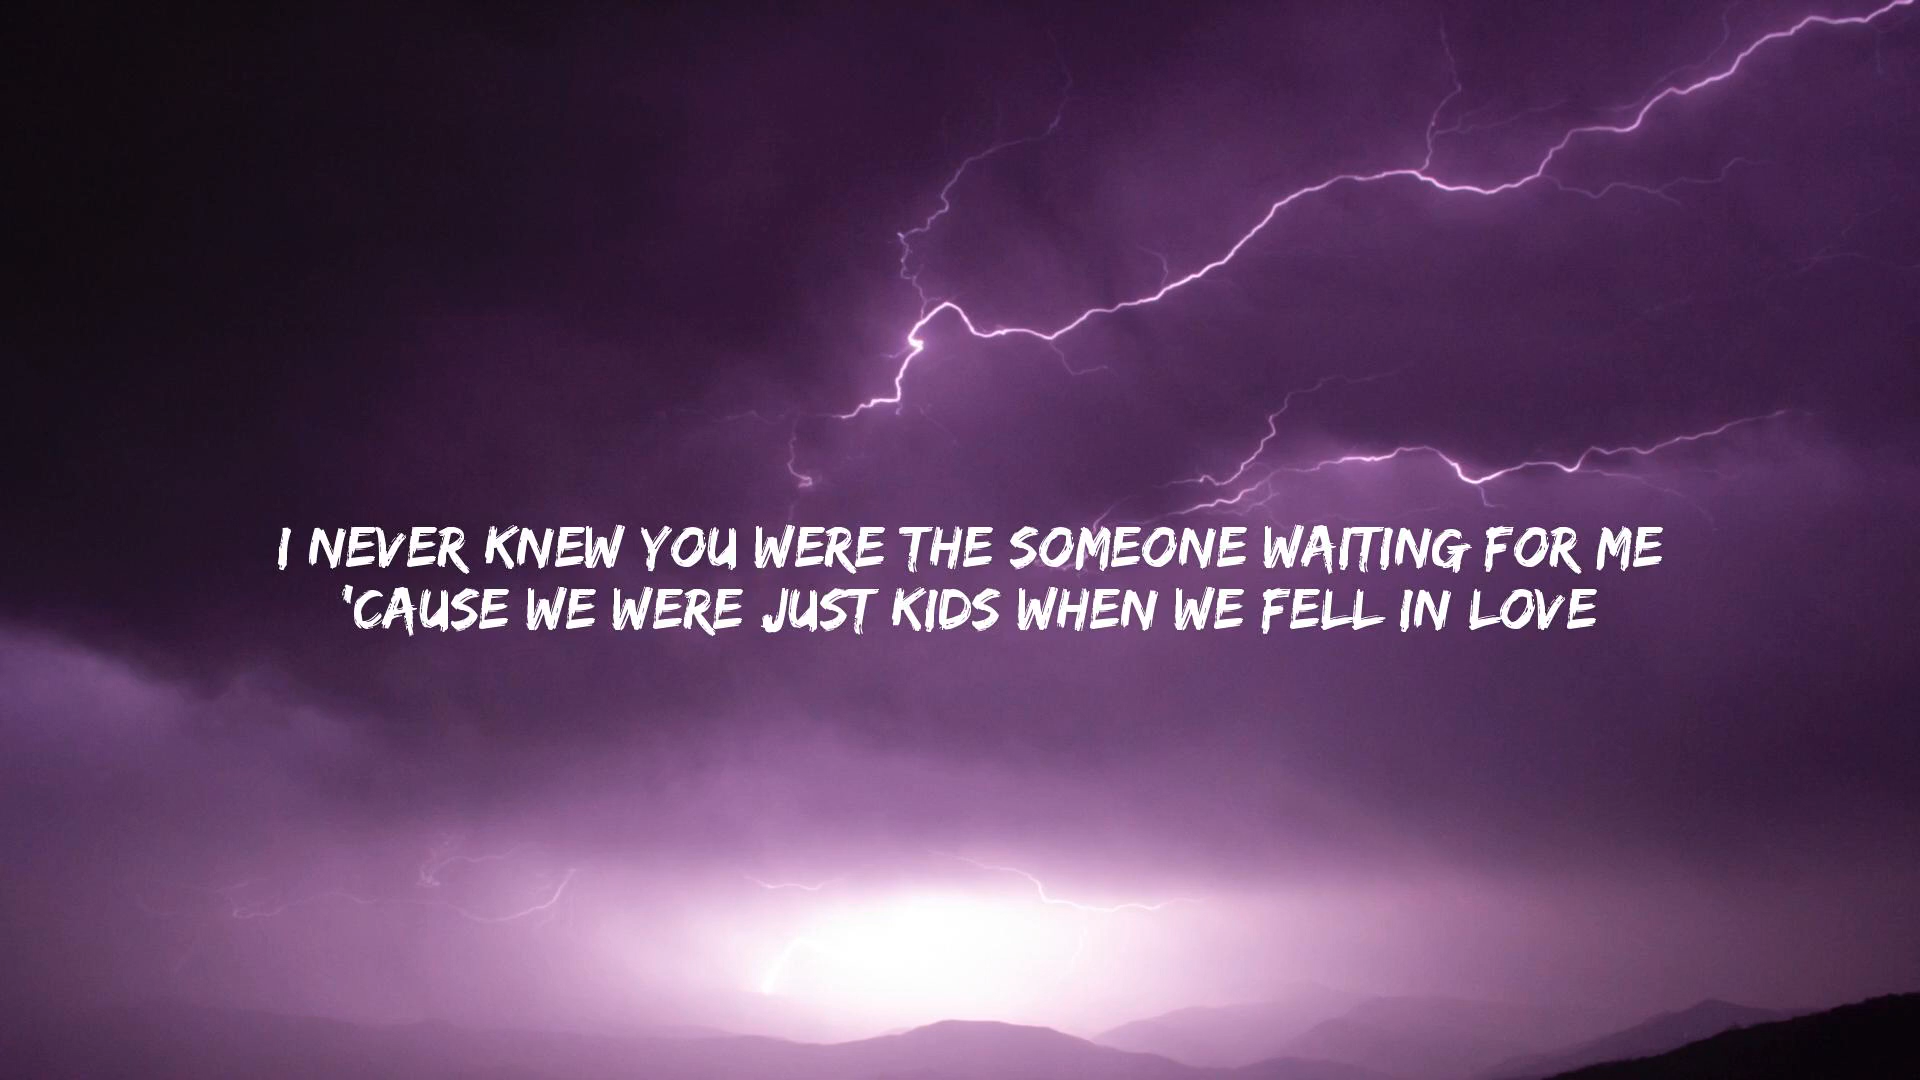 I NEVER KNEW YOU WERE THE SOMEONE WAITING FOR ME
'CAUSE WE WERE JUST KIDS WHEN WE FELL IN LOVE